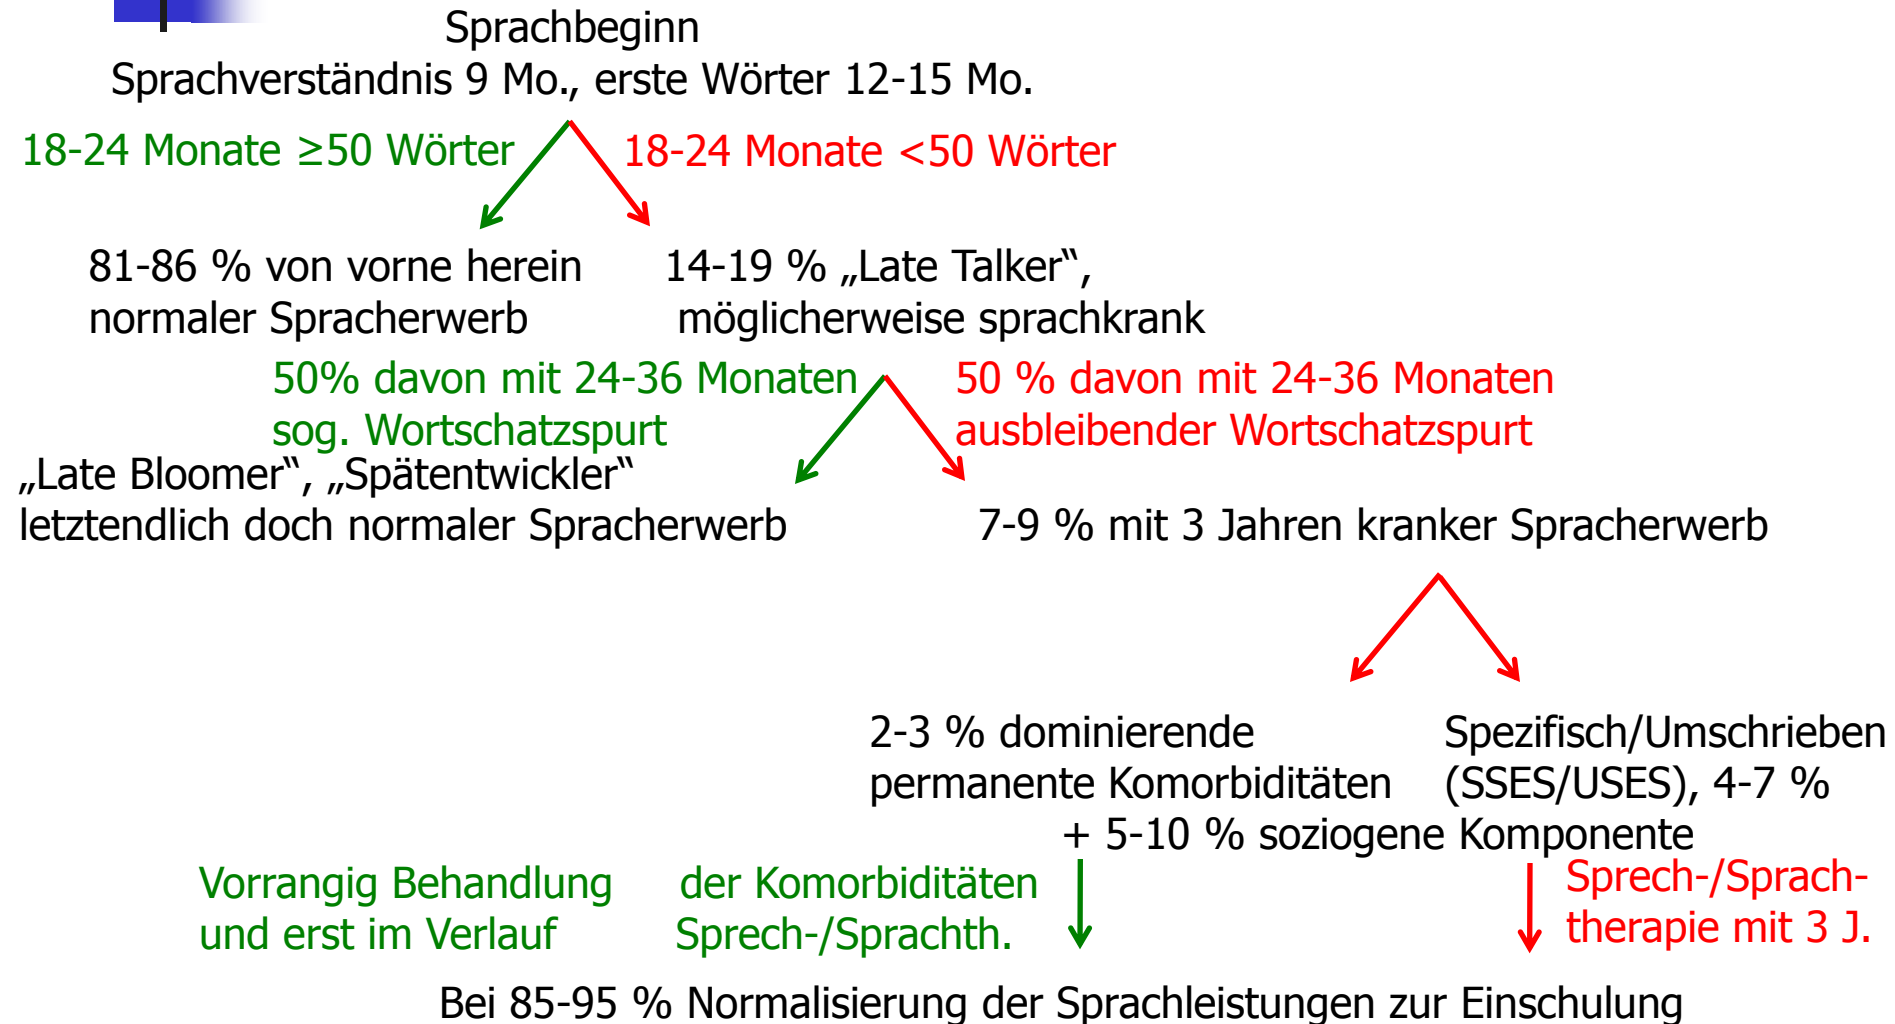 Sprachbeginn
Sprachverständnis 9 Mo., erste Wörter 12-15 Mo.
18-24 Monate ≥50 Wörter
18-24 Monate <50 Wörter
81-86 % von vorne herein
normaler Spracherwerb
14-19 % „Late Talker“,
möglicherweise sprachkrank
50% davon mit 24-36 Monaten
sog. Wortschatzspurt
50 % davon mit 24-36 Monaten
ausbleibender Wortschatzspurt
„Late Bloomer“, „Spätentwickler“
letztendlich doch normaler Spracherwerb
7-9 % mit 3 Jahren kranker Spracherwerb
2-3 % dominierende
permanente Komorbiditäten
Spezifisch/Umschrieben
(SSES/USES), 4-7 %
+ 5-10 % soziogene Komponente
Vorrangig Behandlung der Komorbiditäten
und erst im Verlauf Sprech-/Sprachth.
Sprech-/Sprach-
therapie mit 3 J.
Bei 85-95 % Normalisierung der Sprachleistungen zur Einschulung